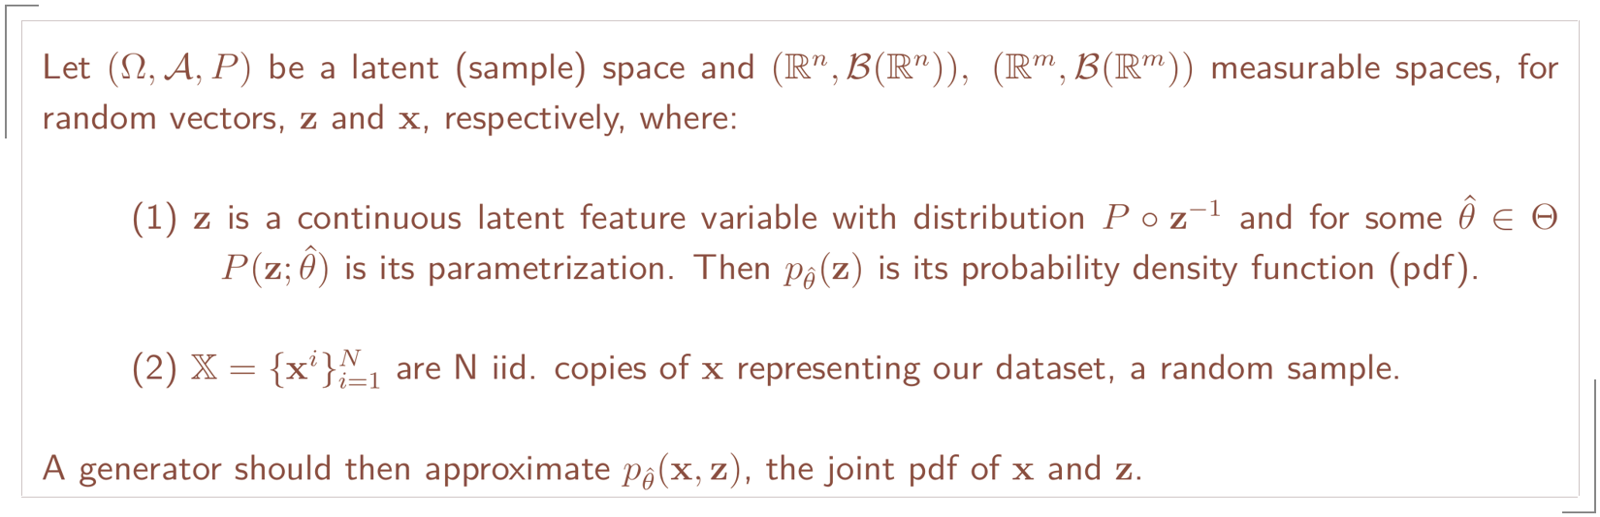 Let $(\Omega, \mathcal{A}, P)$ be a latent (sample) space and $(\mathbb{R}^n, \mathcal{B}(\mathbb{R}^n)),\ (\mathbb{R}^m, \mathcal{B}(\mathbb{R}^m))$ measurable spaces, for
random vectors, $\mathbf{z}$ and $\mathbf{x}$, respectively, where:
(1) $\mathbf{z}$ is a continuous latent feature variable with distribution $P \circ \mathbf{z}^{-1}$ and for some $\hat{\theta} \in \Theta$
$P(\mathbf{z}; \hat{\theta})$ is its parametrization. Then $p_{\hat{\theta}}(\mathbf{z})$ is its probability density function (pdf).
(2) $\mathbb{X} = \{\mathbf{x}^i\}_{i=1}^N$ are N iid. copies of $\mathbf{x}$ representing our dataset, a random sample.
A generator should then approximate $p_{\hat{\theta}}(\mathbf{x}, \mathbf{z})$, the joint pdf of $\mathbf{x}$ and $\mathbf{z}$.